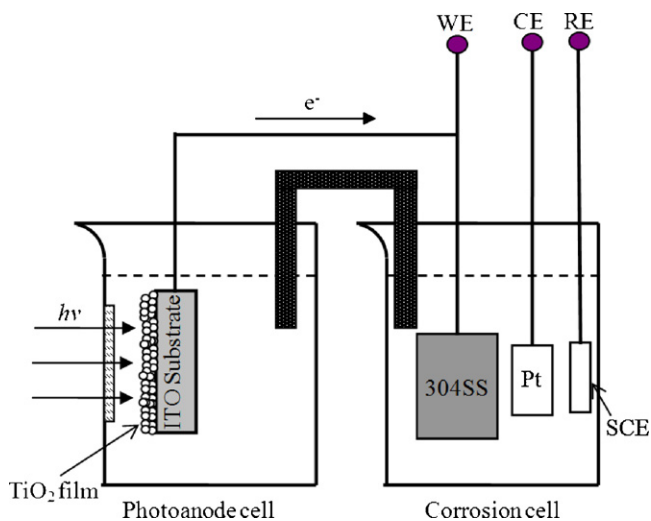 WE CE RE
e-
hν
ITO Substrate
304SS
Pt
SCE
TiO2 film
Photoanode cell
Corrosion cell